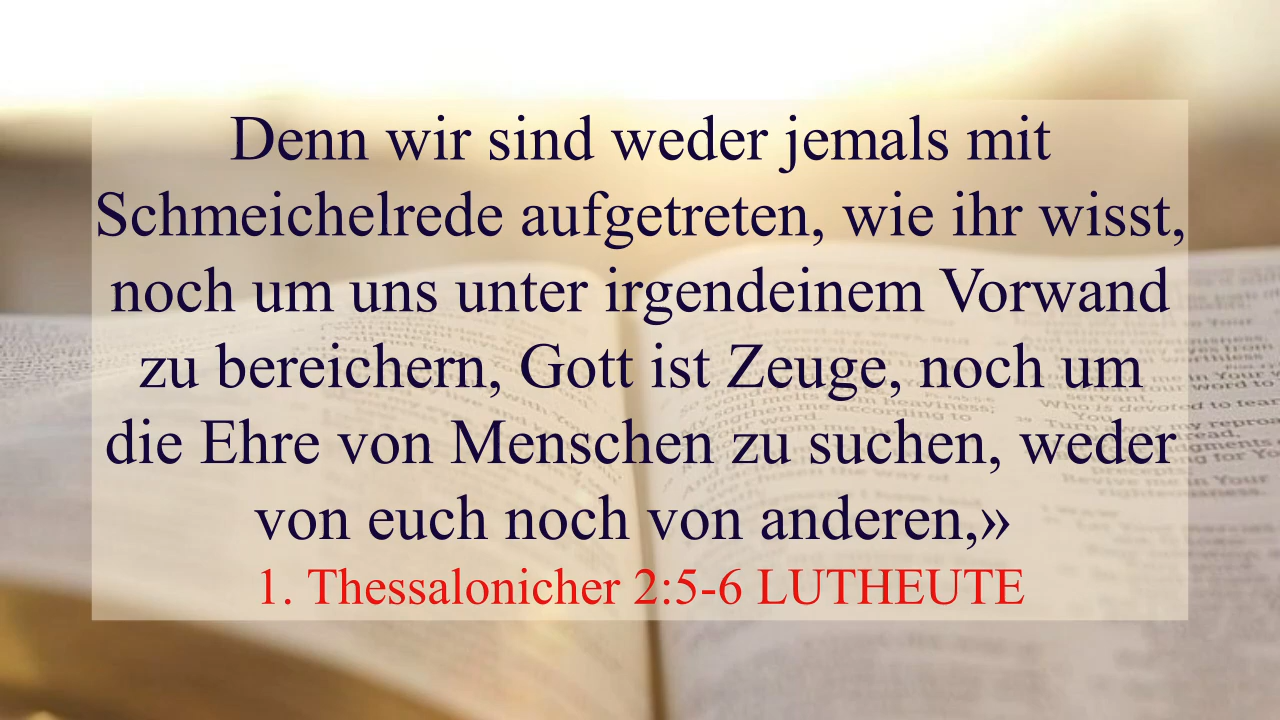 Denn wir sind weder jemals mit
Schmeichelrede aufgetreten, wie ihr wisst,
noch um uns unter irgendeinem Vorwand
zu bereichern, Gott ist Zeuge, noch um
die Ehre von Menschen zu suchen, weder
von euch noch von anderen,»
1. Thessalonicher 2:5-6 LUTHEUTE